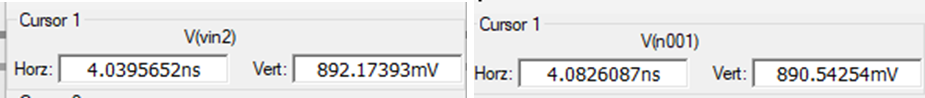 Cursor 1
V(vin2)
Horz: 4.0395652ns Vert: 892.17393mV
Cursor 1
V(n001)
Horz: 4.0826087ns Vert: 890.54254mV